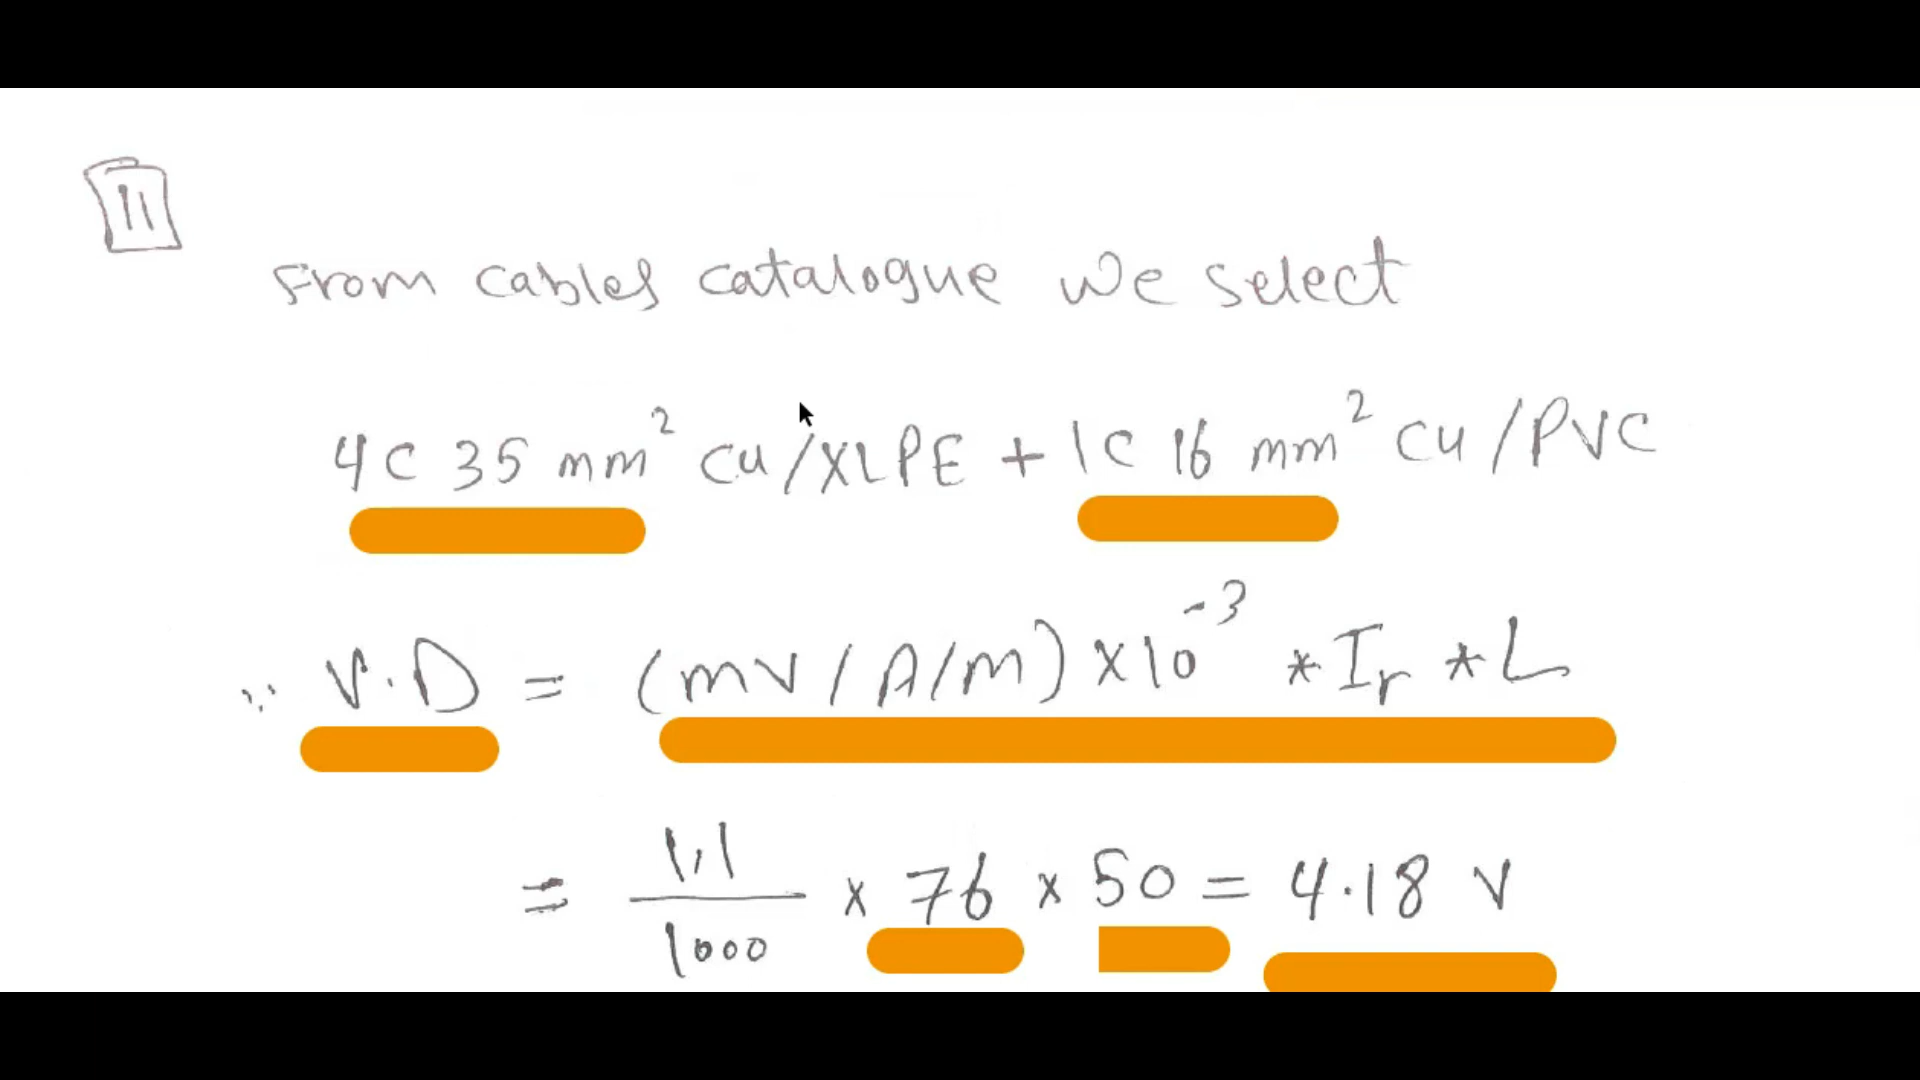 11
From cables catalogue we select
4C 35 mm² Cu/XLPE + 1C 16 mm² Cu/PVC
∵ V.D = (mV/A/M) × 10⁻³ * Ir * L
= 1,1/1000 × 76 × 50 = 4.18 V